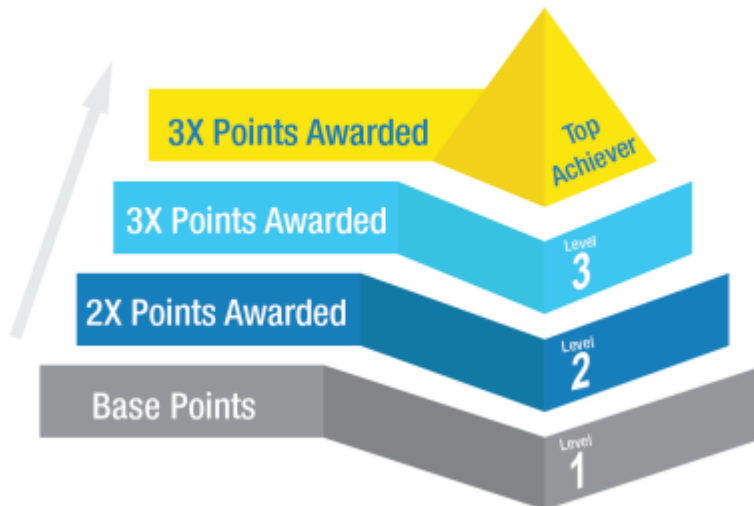 3X Points Awarded
Top
Achiever
3X Points Awarded
Level
3
2X Points Awarded
Level
2
Base Points
Level
1